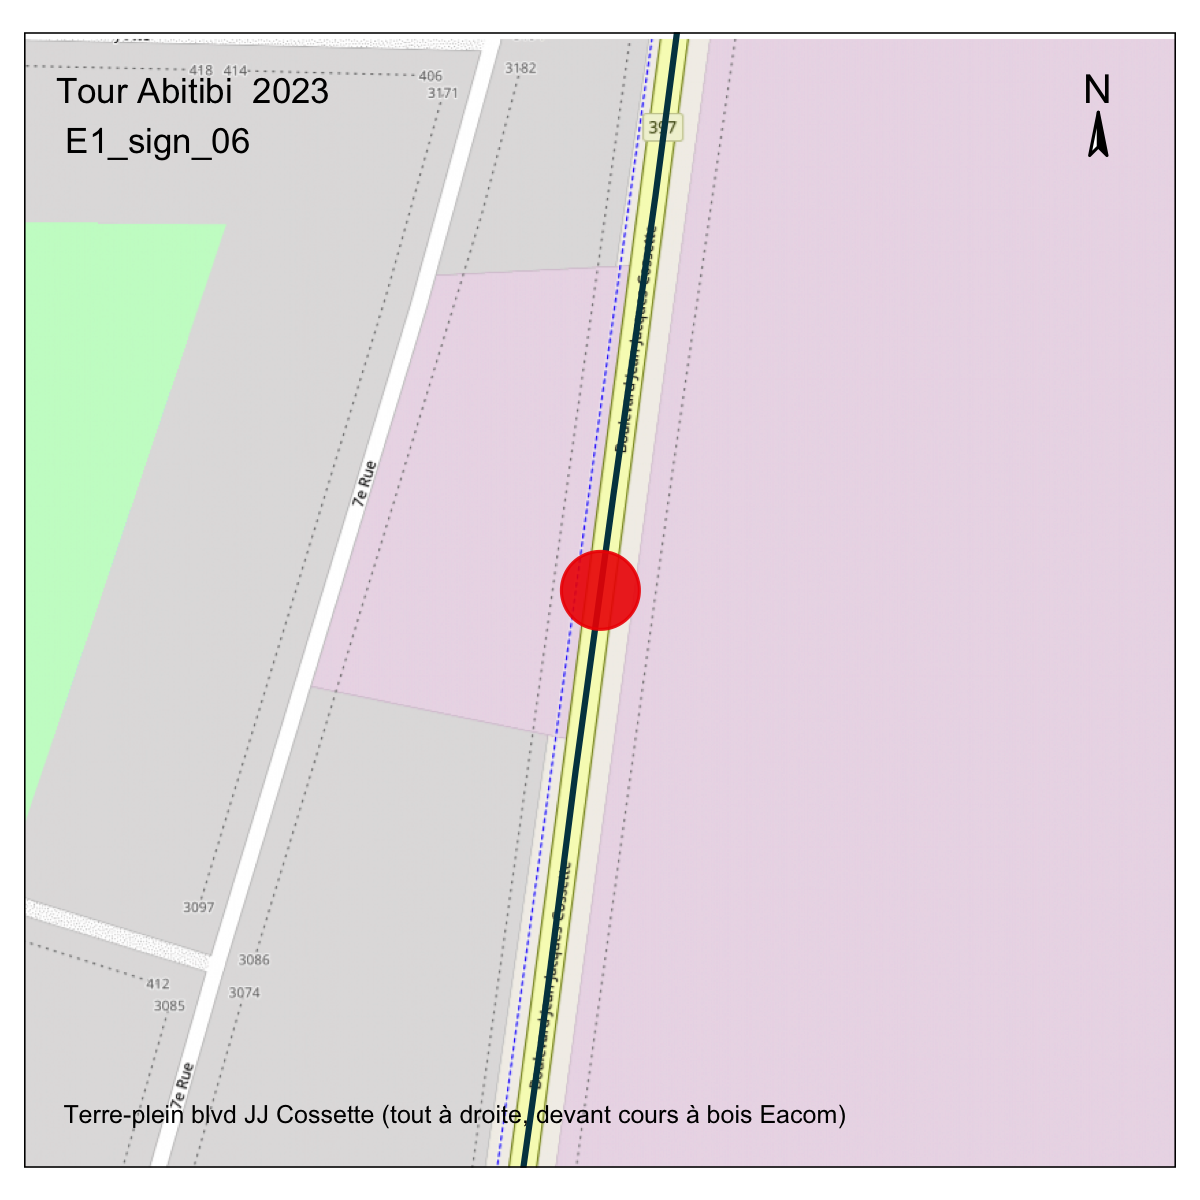 418 414
406
3171
3182
Tour Abitibi 2023
E1_sign_06
N
397
Boulevard Jean Jacques Cossette
7e Rue
3097
3086
412
3074
3085
Boulevard Jean Jacques Cossette
7e Rue
Terre-plein blvd JJ Cossette (tout à droite, devant cours à bois Eacom)